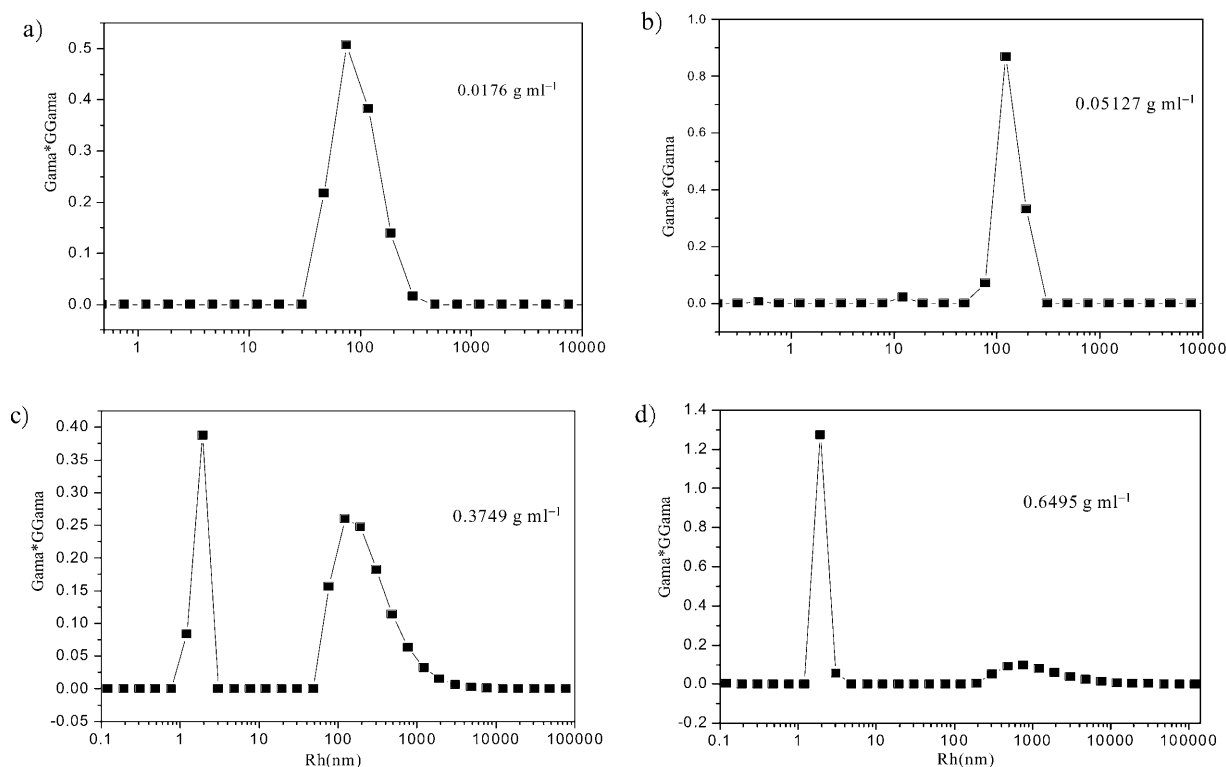 a)
0.5
0.4
0.3
0.2
0.1
0.0
Gama*GGama
0.0176 g ml⁻¹
1 10 100 1000 10000
b)
1.0
0.8
0.6
0.4
0.2
0.0
Gama*GGama
0.05127 g ml⁻¹
1 10 100 1000 10000
c)
0.40
0.35
0.30
0.25
0.20
0.15
0.10
0.05
0.00
-0.05
Gama*GGama
0.3749 g ml⁻¹
0.1 1 10 100 1000 10000 100000
Rh(nm)
d)
1.4
1.2
1.0
0.8
0.6
0.4
0.2
0.0
-0.2
Gama*GGama
0.6495 g ml⁻¹
0.1 1 10 100 1000 10000 100000
Rh(nm)